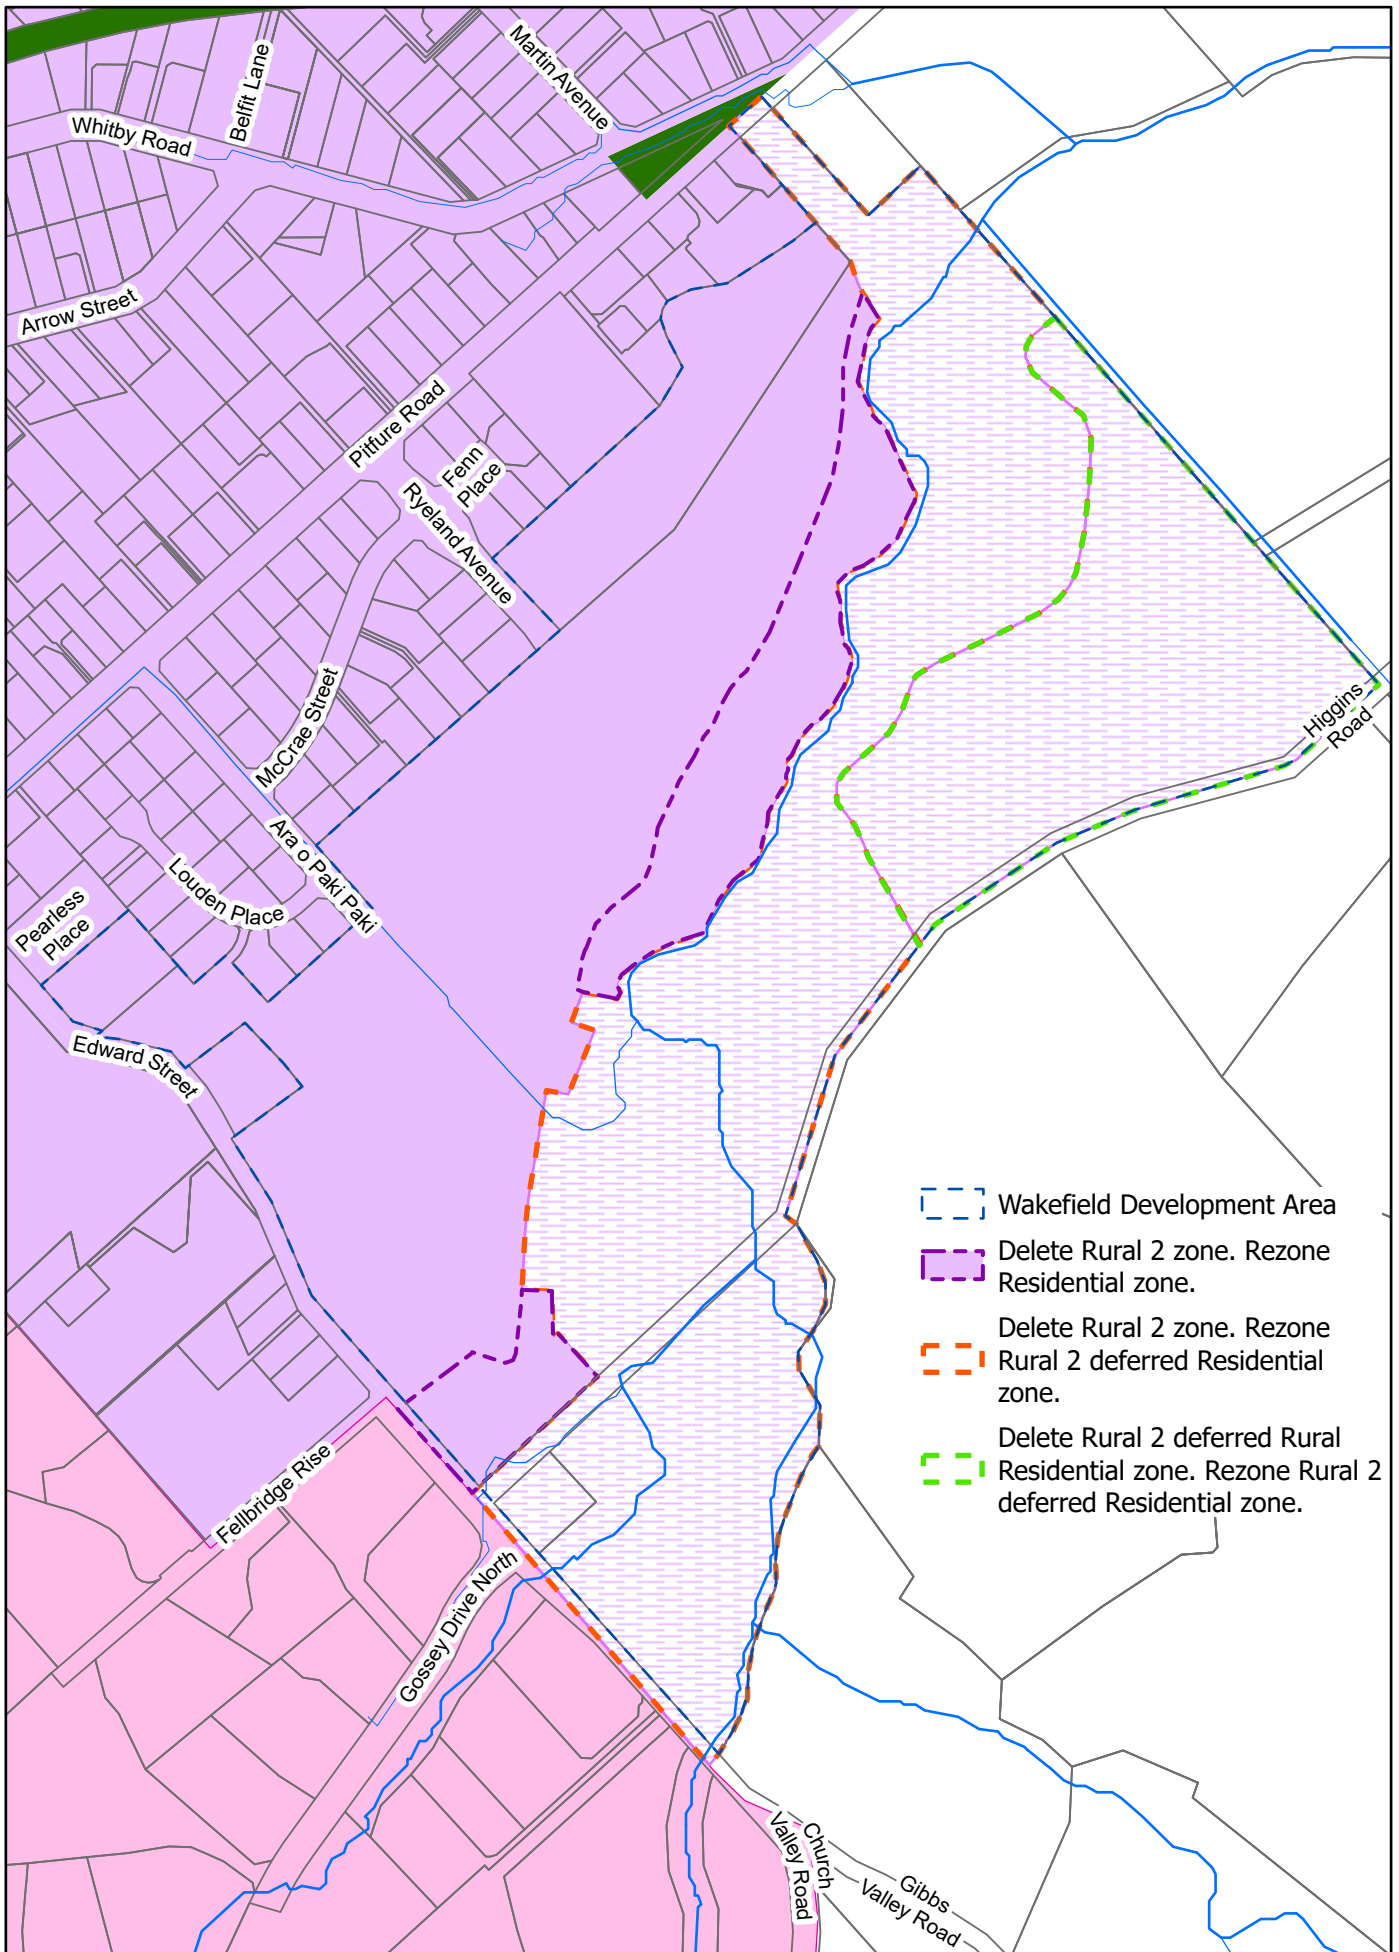 Martin Avenue
Belfit Lane
Whitby Road
Arrow Street
Pitfure Road
Fenn
Place
Ryeland Avenue
McCrae Street
Higgins
Road
Ara o Paki Paki
Louden Place
Pearless
Place
Edward Street
Wakefield Development Area
Delete Rural 2 zone. Rezone
Residential zone.
Delete Rural 2 zone. Rezone
Rural 2 deferred Residential
zone.
Delete Rural 2 deferred Rural
Residential zone. Rezone Rural 2
deferred Residential zone.
Fellbridge Rise
Gossey Drive North
Church
Valley Road
Gibbs
Valley Road